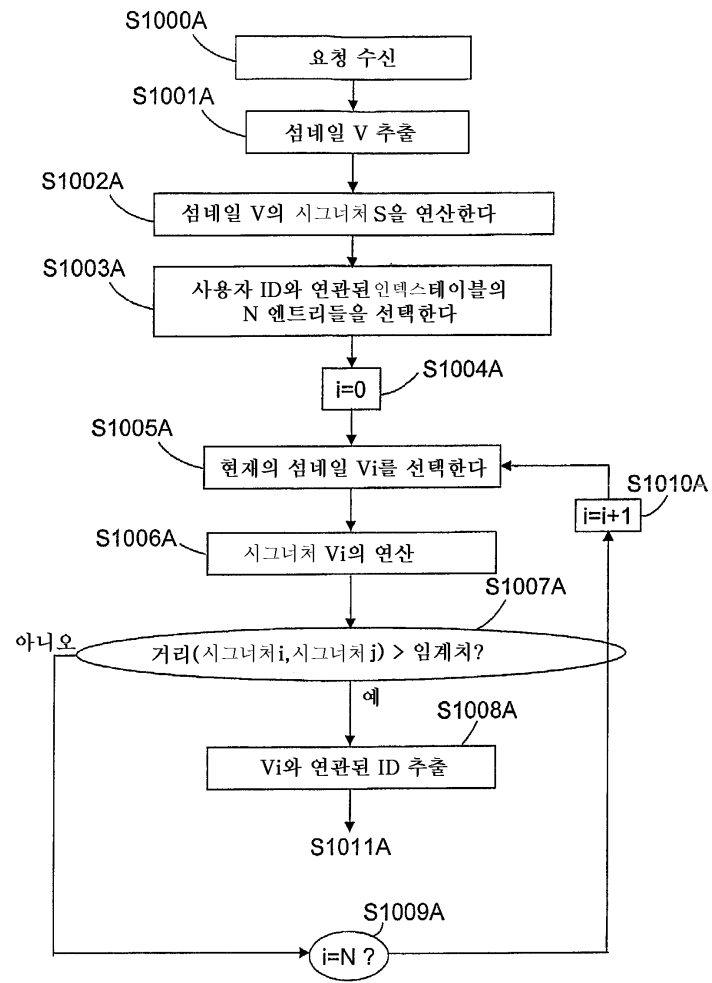 S1000A
요청 수신
S1001A
섬네일 V 추출
S1002A
섬네일 V의 시그너처 S을 연산한다
S1003A
사용자 ID와 연관된 인덱스테이블의
N 엔트리들을 선택한다
S1004A
i=0
S1005A
현재의 섬네일 Vi를 선택한다
S1010A
i=i+1
S1006A
시그너처 Vi의 연산
S1007A
아니오
거리(시그너처 i,시그너처 j) > 임계치?
예
S1008A
Vi와 연관된 ID 추출
S1011A
S1009A
i=N ?